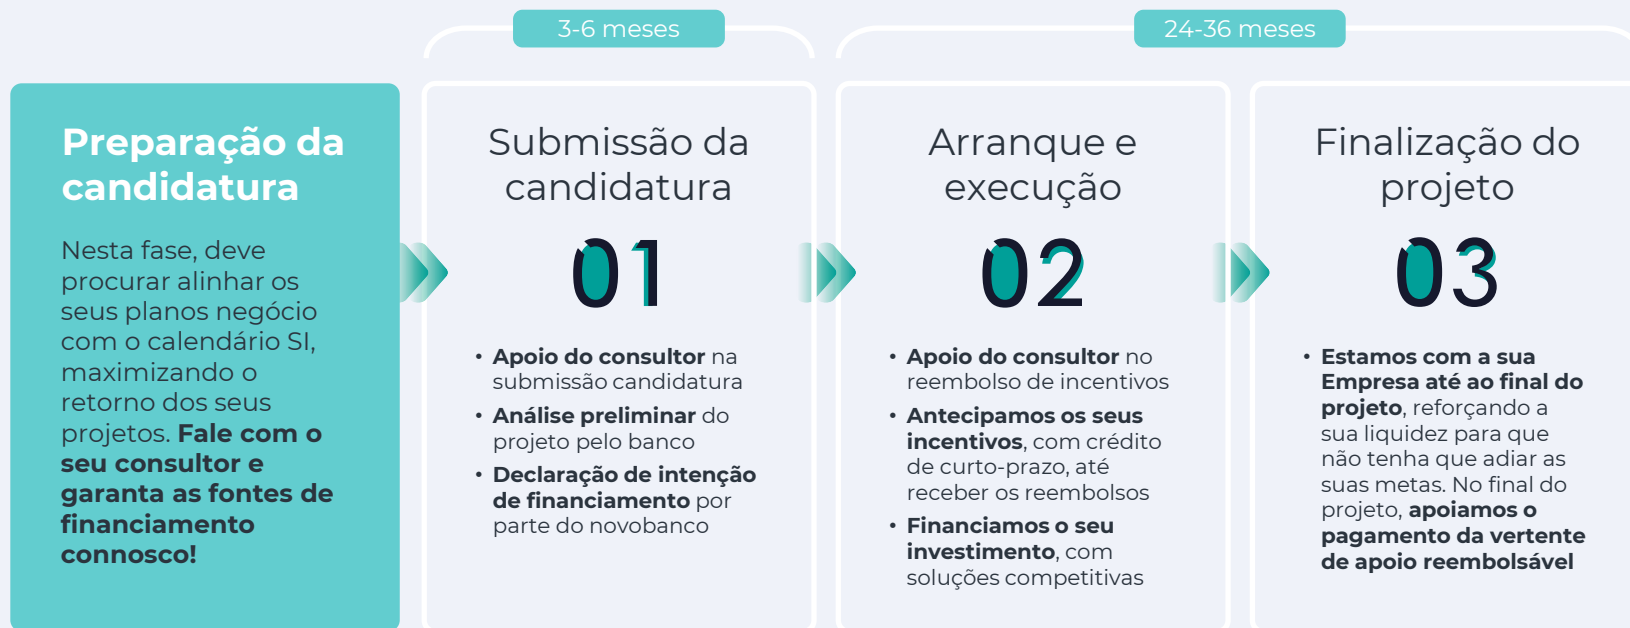 3-6 meses
24-36 meses
Preparação da
candidatura
Nesta fase, deve
procurar alinhar os
seus planos negócio
com o calendário SI,
maximizando o
retorno dos seus
projetos. Fale com o
seu consultor e
garanta as fontes de
financiamento
connosco!
Submissão da
candidatura
01
• Apoio do consultor na
submissão candidatura
• Análise preliminar do
projeto pelo banco
• Declaração de intenção
de financiamento por
parte do novobanco
Arranque e
execução
02
• Apoio do consultor no
reembolso de incentivos
• Antecipamos os seus
incentivos, com crédito
de curto-prazo, até
receber os reembolsos
• Financiamos o seu
investimento, com
soluções competitivas
Finalização do
projeto
03
• Estamos com a sua
Empresa até ao final do
projeto, reforçando a
sua liquidez para que
não tenha que adiar as
suas metas. No final do
projeto, apoiamos o
pagamento da vertente
de apoio reembolsável